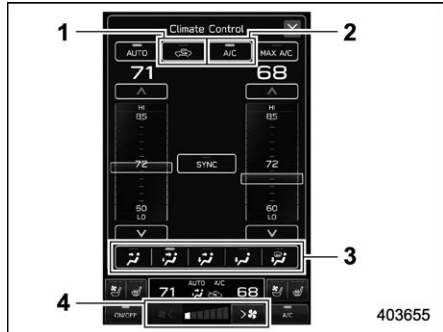 1
2
Climate Control
AUTO
A/C
MAX A/C
71
68
HI
85
HI
85
72
SYNC
72
60
LO
60
LO
3
AUTO A/C
71
68
4
ON/OFF
A/C
403655